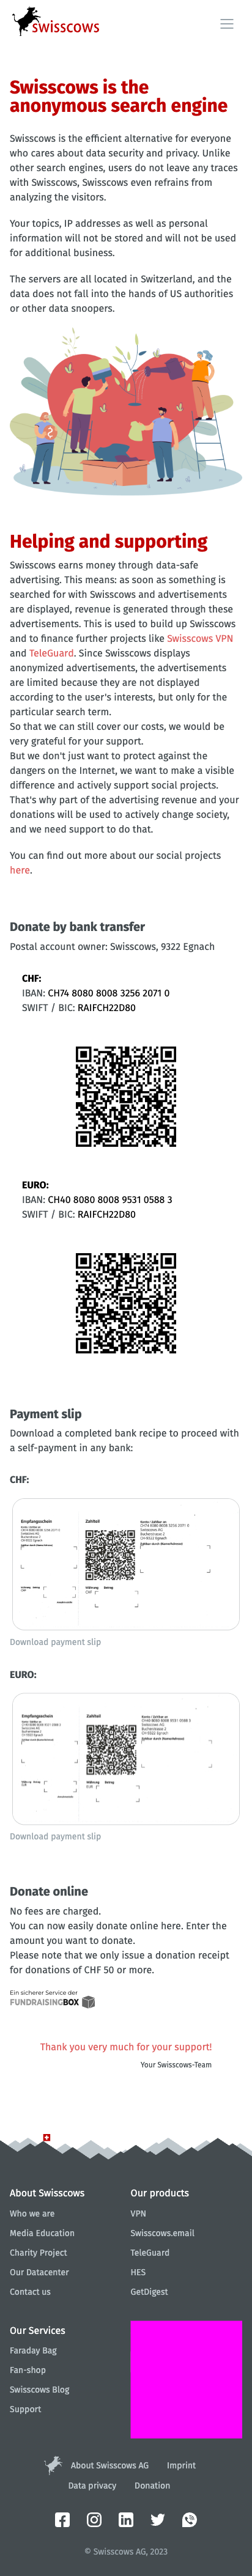 swisscows
Swisscows is the
anonymous search engine
Swisscows is the efficient alternative for everyone
who cares about data security and privacy. Unlike
other search engines, users do not leave any traces
with Swisscows, Swisscows even refrains from
analyzing the visitors.
Your topics, IP addresses as well as personal
information will not be stored and will not be used
for additional business.
The servers are all located in Switzerland, and the
data does not fall into the hands of US authorities
or other data snoopers.
Helping and supporting
Swisscows earns money through data-safe
advertising. This means: as soon as something is
searched for with Swisscows and advertisements
are displayed, revenue is generated through these
advertisements. This is used to build up Swisscows
and to finance further projects like Swisscows VPN
and TeleGuard. Since Swisscows displays
anonymized advertisements, the advertisements
are limited because they are not displayed
according to the user's interests, but only for the
particular search term.
So that we can still cover our costs, we would be
very grateful for your support.
But we don't just want to protect against the
dangers on the Internet, we want to make a visible
difference and actively support social projects.
That's why part of the advertising revenue and your
donations will be used to actively change society,
and we need support to do that.
You can find out more about our social projects
here.
Donate by bank transfer
Postal account owner: Swisscows, 9322 Egnach
CHF:
IBAN: CH74 8080 8008 3256 2071 0
SWIFT / BIC: RAIFCH22D80
EURO:
IBAN: CH40 8080 8008 9531 0588 3
SWIFT / BIC: RAIFCH22D80
Payment slip
Download a completed bank recipe to proceed with
a self-payment in any bank:
CHF:
Empfangsschein
Zahlteil
Download payment slip
EURO:
Empfangsschein
Zahlteil
Download payment slip
Donate online
No fees are charged.
You can now easily donate online here. Enter the
amount you want to donate.
Please note that we only issue a donation receipt
for donations of CHF 50 or more.
Ein sicherer Service der
FUNDRAISINGBOX
Thank you very much for your support!
Your Swisscows-Team
About Swisscows
Who we are
Media Education
Charity Project
Our Datacenter
Contact us
Our products
VPN
Swisscows.email
TeleGuard
HES
GetDigest
Our Services
Faraday Bag
Fan-shop
Swisscows Blog
Support
About Swisscows AG
Imprint
Data privacy
Donation
© Swisscows AG, 2023